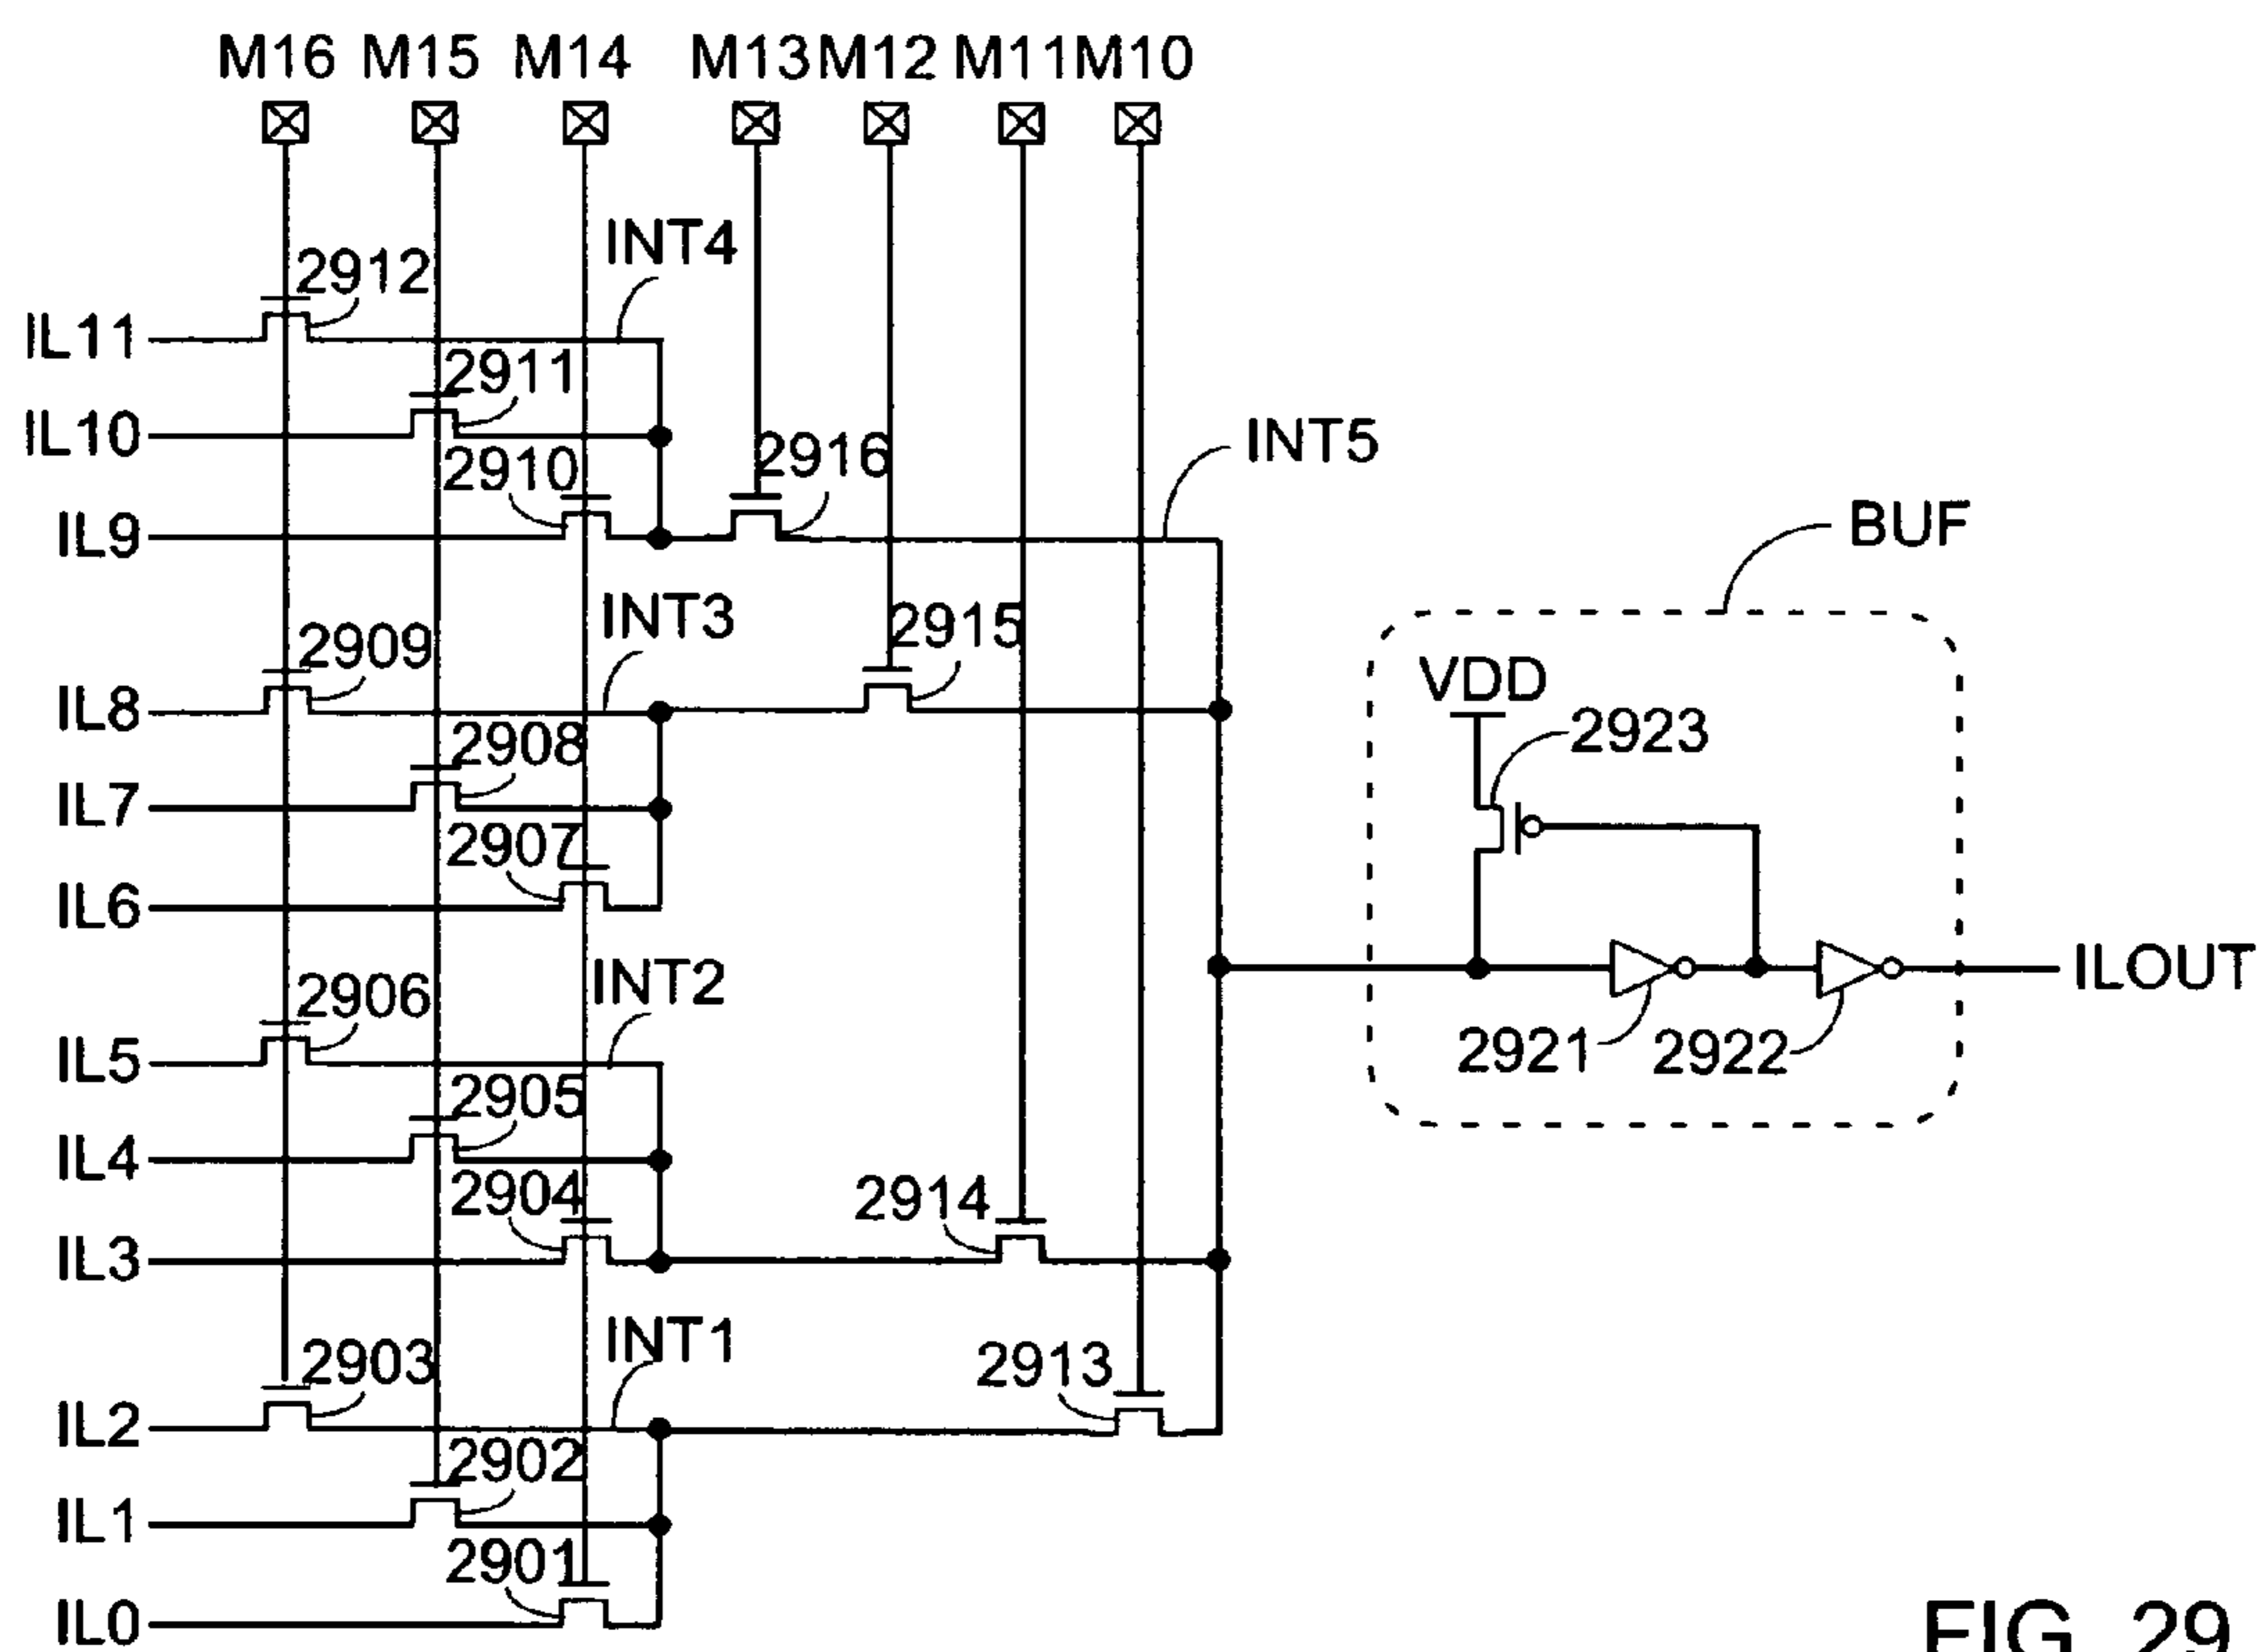 M16 M15 M14 M13 M12 M11 M10
INT4
2912
IL11
2911
IL10
INT5
2910
2916
BUF
IL9
INT3
2915
2909
VDD
IL8
2923
2908
IL7
2907
IL6
INT2
ILOUT
2906
IL5
2921
2922
2905
IL4
2904
2914
IL3
INT1
2913
2903
IL2
2902
IL1
2901
IL0
FIG. 29